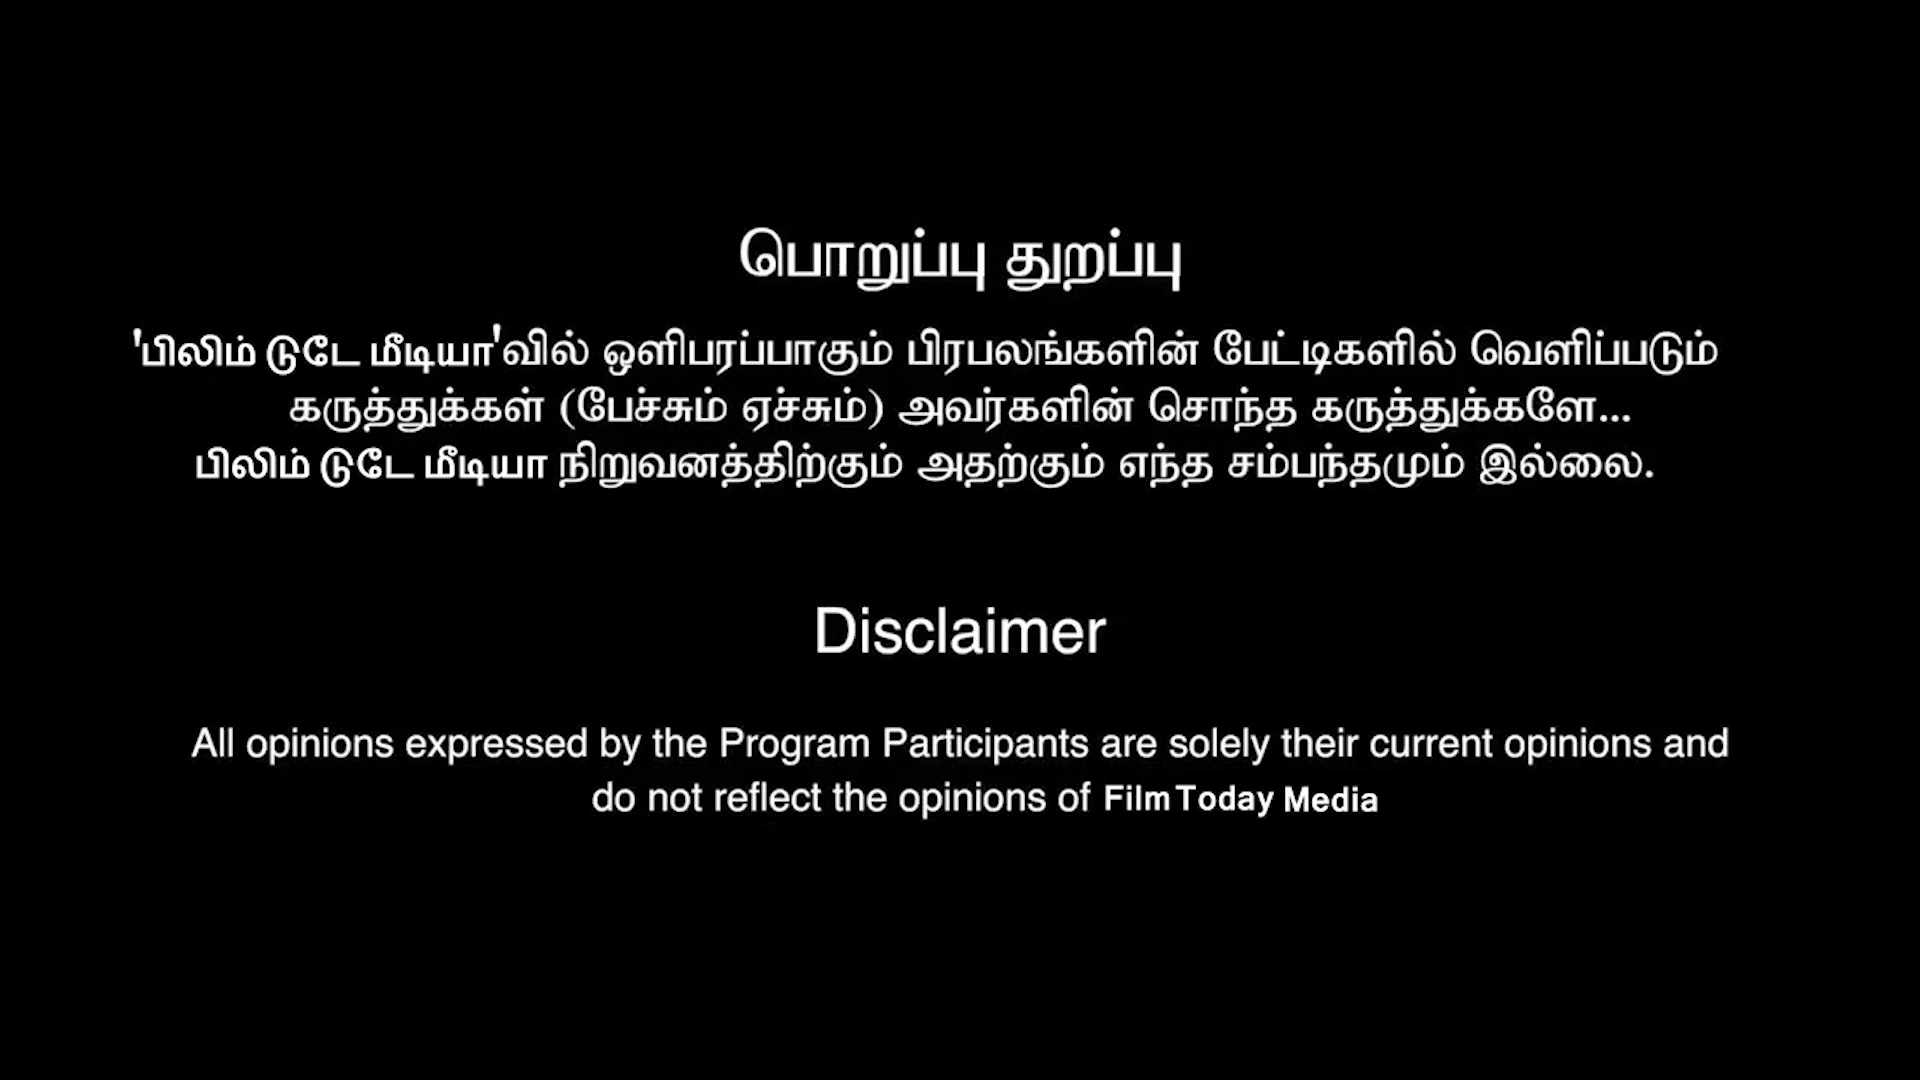 பொறுப்பு துறப்பு
'பிலிம் டுடே மீடியா'வில் ஒளிபரப்பாகும் பிரபலங்களின் பேட்டிகளில் வெளிப்படும்
கருத்துக்கள் (பேச்சும் ஏச்சும்) அவர்களின் சொந்த கருத்துக்களே...
பிலிம் டுடே மீடியா நிறுவனத்திற்கும் அதற்கும் எந்த சம்பந்தமும் இல்லை.
Disclaimer
All opinions expressed by the Program Participants are solely their current opinions and
do not reflect the opinions of Film Today Media